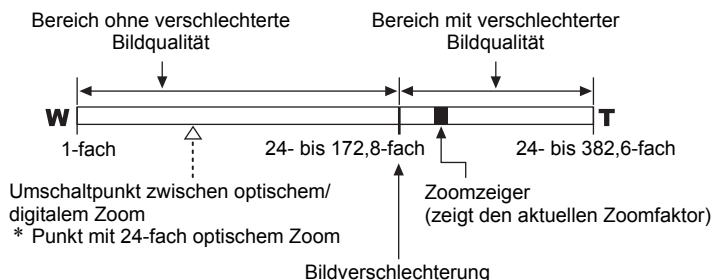 Bereich ohne verschlechterte
Bildqualität
Bereich mit verschlechterter
Bildqualität
W
T
1-fach
24- bis 172,8-fach
24- bis 382,6-fach
Umschaltpunkt zwischen optischem/
digitalem Zoom
* Punkt mit 24-fach optischem Zoom
Zoomzeiger
(zeigt den aktuellen Zoomfaktor)
Bildverschlechterung